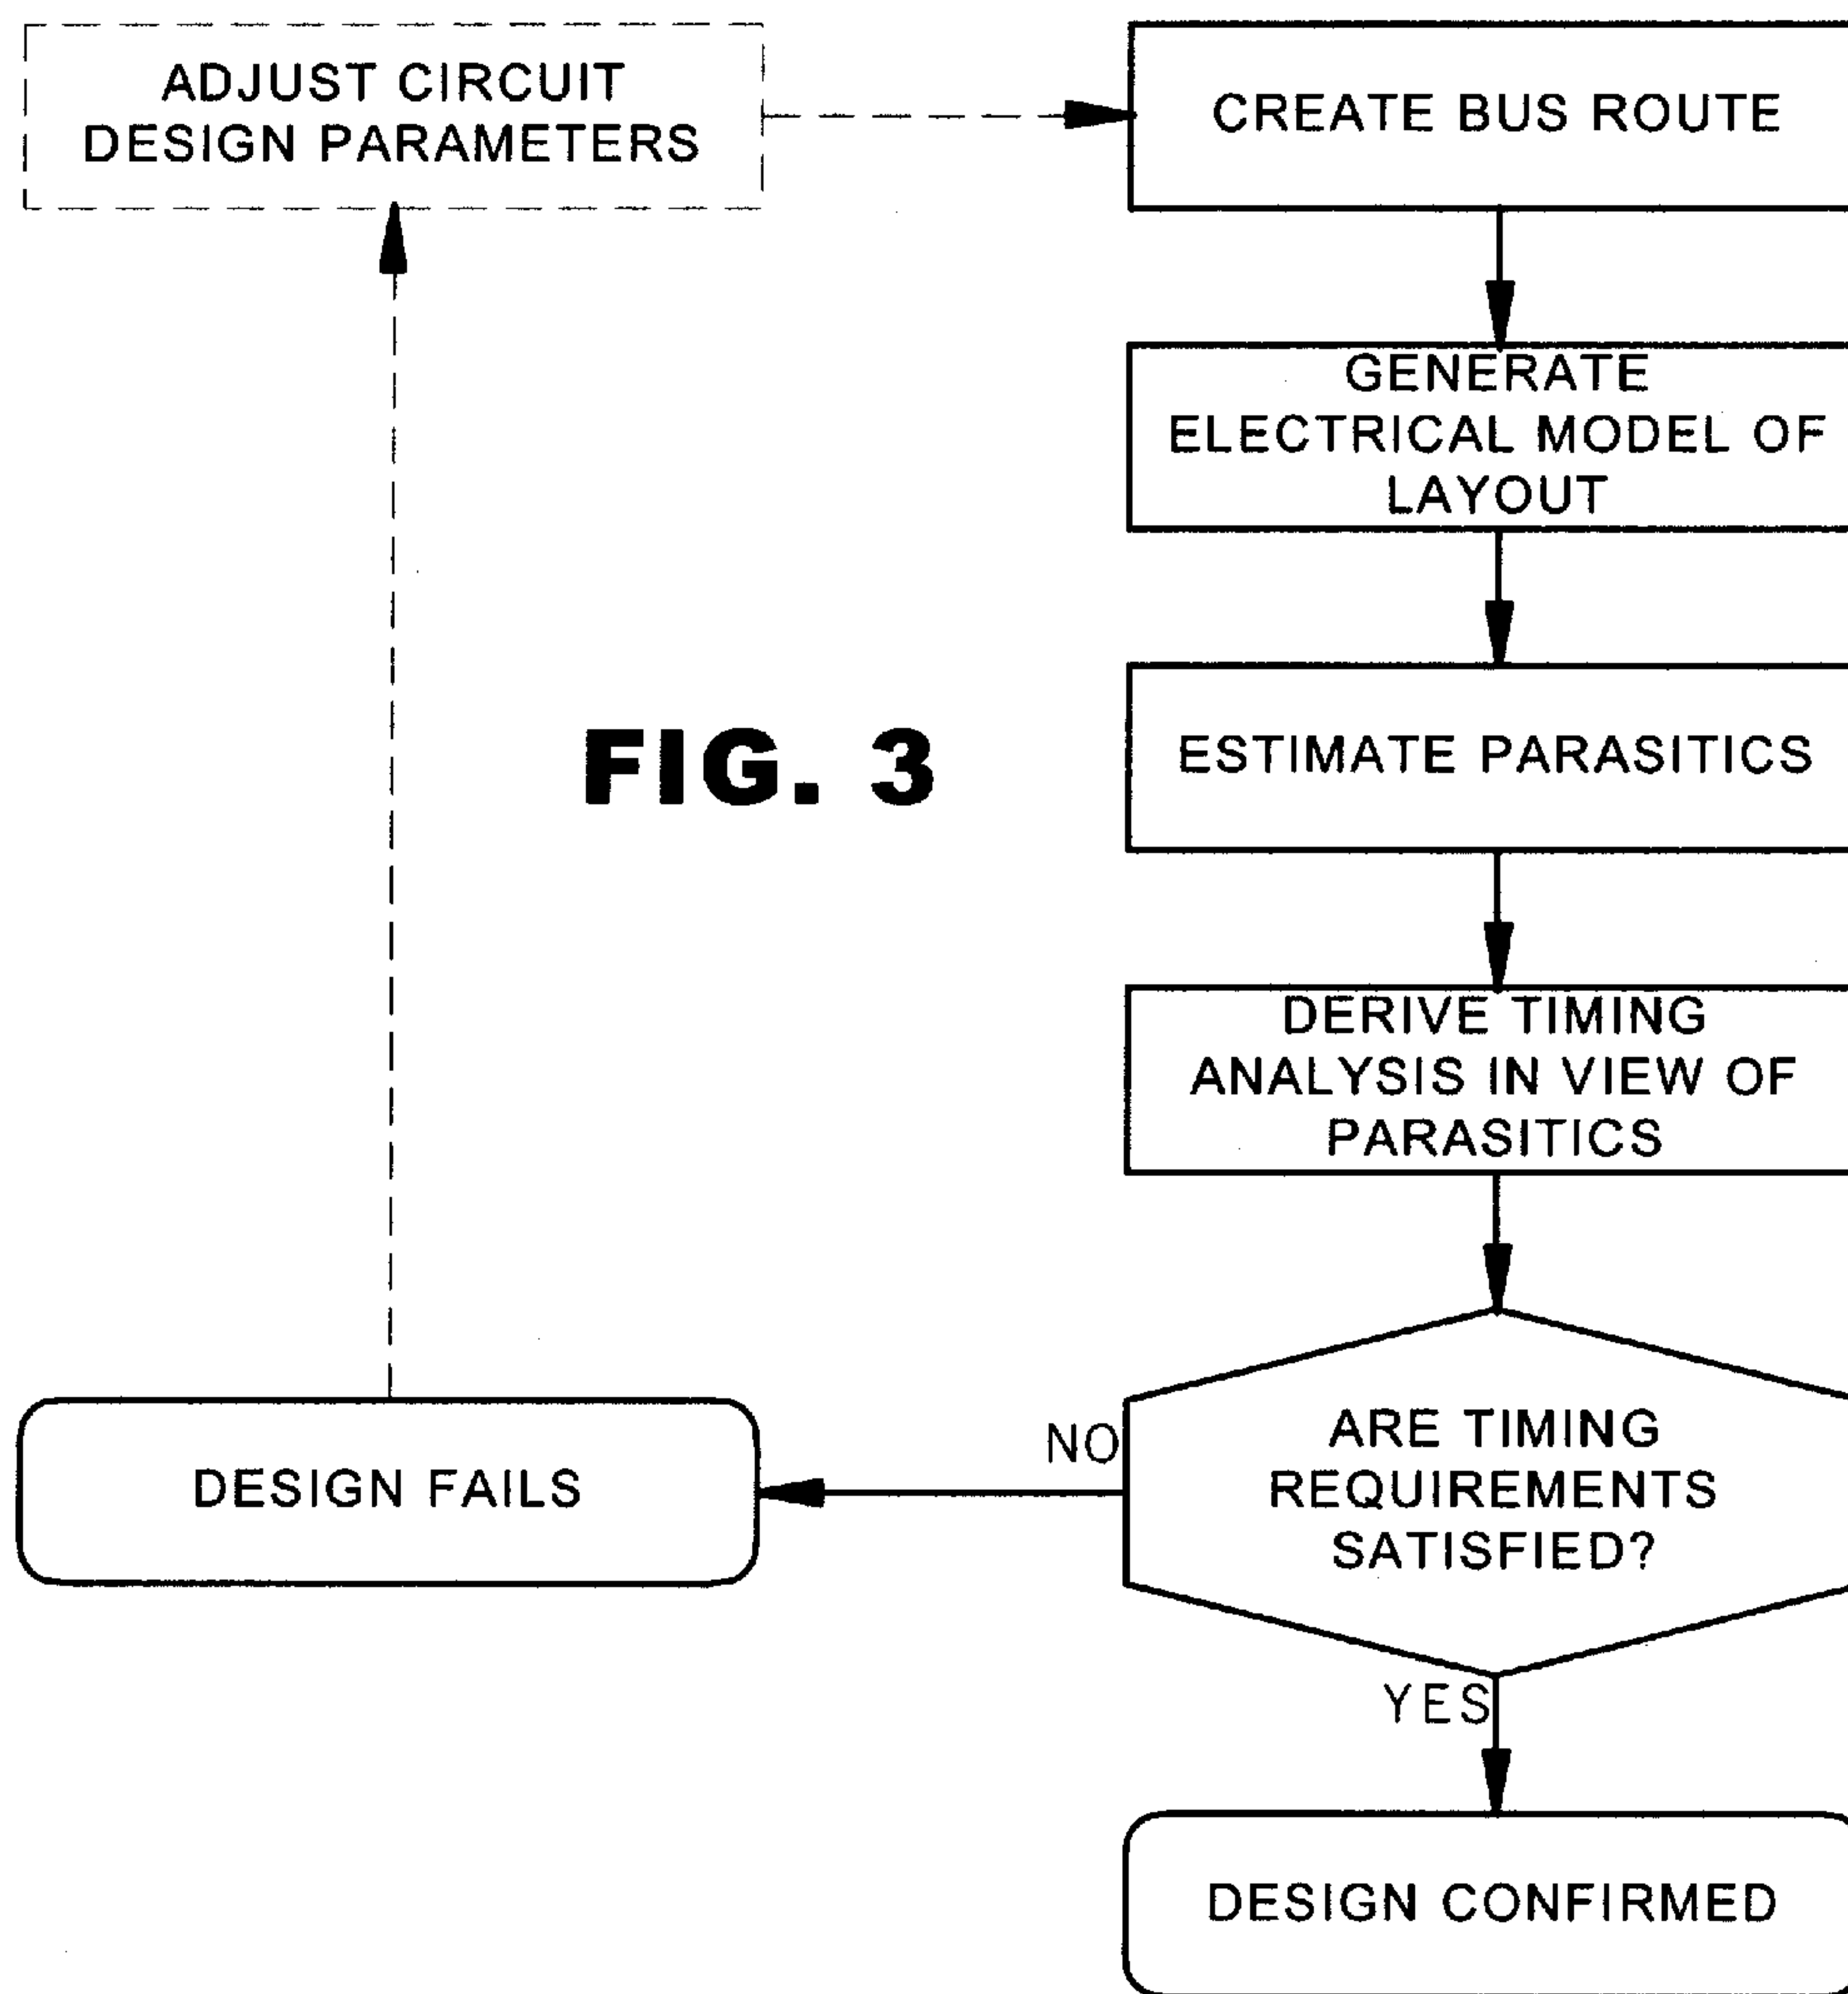 ADJUST CIRCUIT
DESIGN PARAMETERS
CREATE BUS ROUTE
GENERATE
ELECTRICAL MODEL OF
LAYOUT
FIG. 3
ESTIMATE PARASITICS
DERIVE TIMING
ANALYSIS IN VIEW OF
PARASITICS
DESIGN FAILS
NO
ARE TIMING
REQUIREMENTS
SATISFIED?
YES
DESIGN CONFIRMED